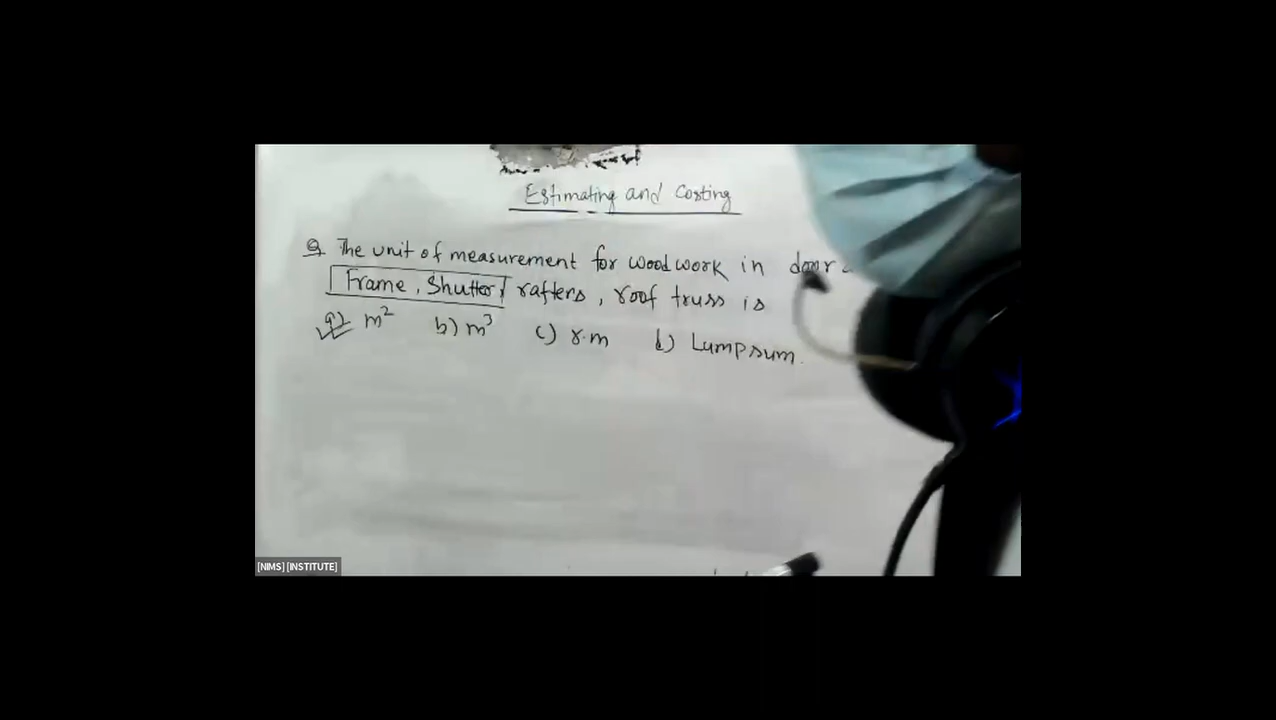 Estimating and Costing
Q The unit of measurement for wood work in door
Frame, Shutter, rafters, roof truss is
a) m² b) m³ c) r.m d) Lumpsum.
[NIMS] [INSTITUTE]